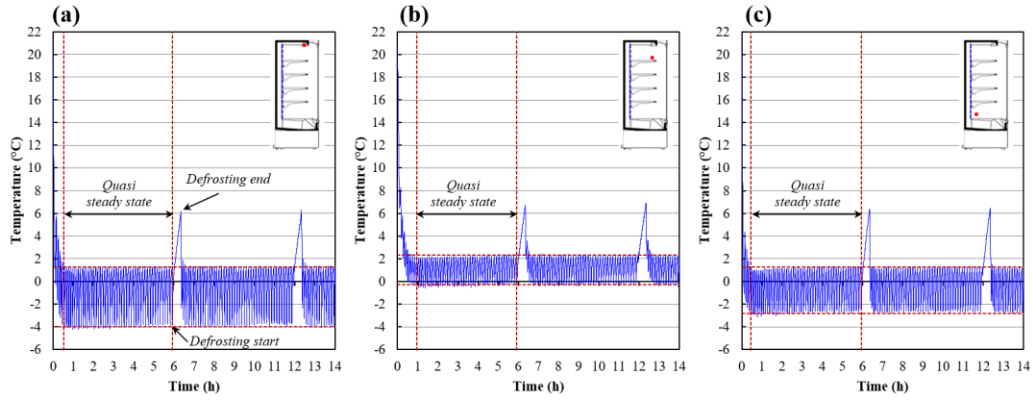 (a)
Temperature (°C)
22
20
18
16
14
12
10
8
6
4
2
0
-2
-4
-6
Quasi
steady state
Defrosting end
Defrosting start
0 1 2 3 4 5 6 7 8 9 10 11 12 13 14
Time (h)
(b)
Temperature (°C)
22
20
18
16
14
12
10
8
6
4
2
0
-2
-4
-6
Quasi
steady state
0 1 2 3 4 5 6 7 8 9 10 11 12 13 14
Time (h)
(c)
Temperature (°C)
22
20
18
16
14
12
10
8
6
4
2
0
-2
-4
-6
Quasi
steady state
0 1 2 3 4 5 6 7 8 9 10 11 12 13 14
Time (h)